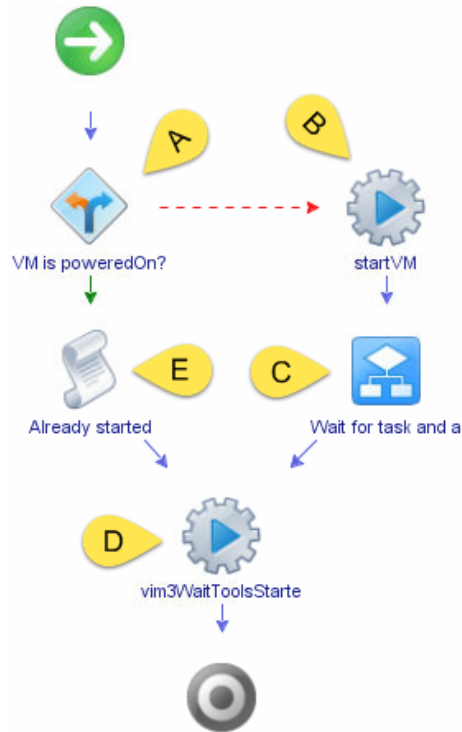 A
B
VM is poweredOn?
startVM
E
C
Already started
Wait for task and a
D
vim3WaitToolsStarte